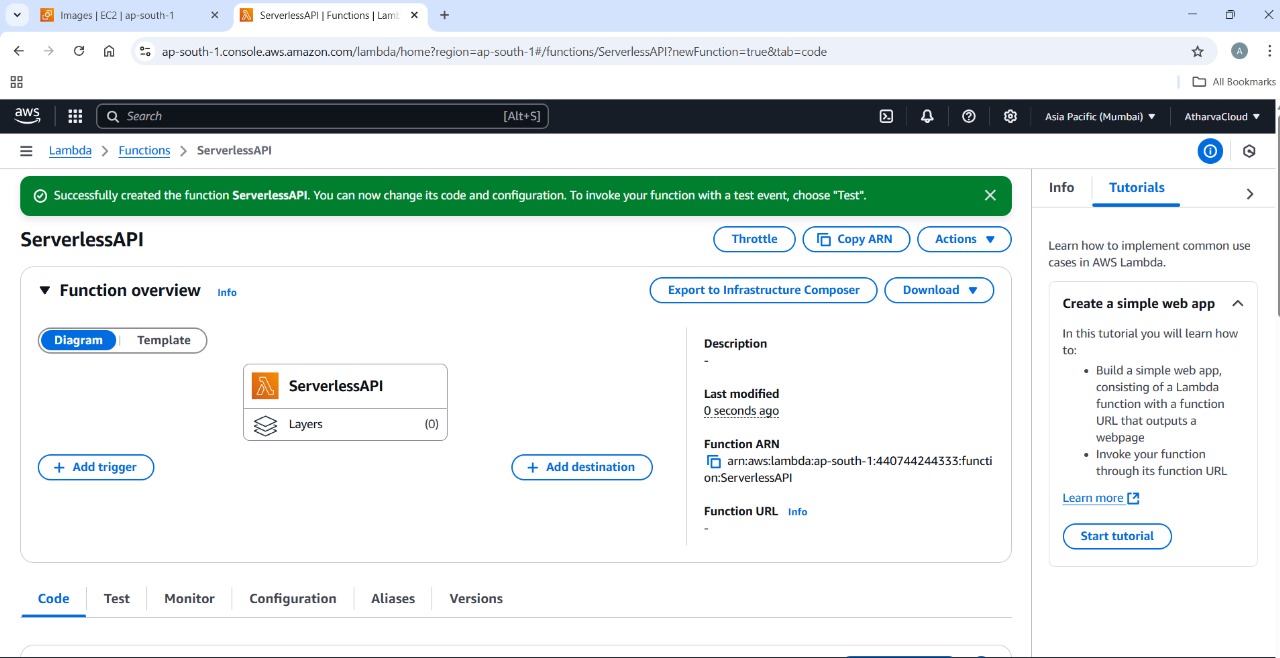 Images | EC2 | ap-south-1
ServerlessAPI | Functions | Lamb
ap-south-1.console.aws.amazon.com/lambda/home?region=ap-south-1#/functions/ServerlessAPI?newFunction=true&tab=code
A
All Bookmarks
aws
Search
[Alt+S]
Asia Pacific (Mumbai)
AtharvaCloud
Lambda
Functions
ServerlessAPI
Successfully created the function ServerlessAPI. You can now change its code and configuration. To invoke your function with a test event, choose "Test".
ServerlessAPI
Throttle
Copy ARN
Actions
Function overview
Info
Export to Infrastructure Composer
Download
Diagram
Template
ServerlessAPI
Layers
(0)
Add trigger
Add destination
Description
-
Last modified
0 seconds ago
Function ARN
arn:aws:lambda:ap-south-1:440744244333:functi
on:ServerlessAPI
Function URL
Info
-
Code
Test
Monitor
Configuration
Aliases
Versions
Info
Tutorials
Learn how to implement common use
cases in AWS Lambda.
Create a simple web app
In this tutorial you will learn how
to:
• Build a simple web app,
consisting of a Lambda
function with a function
URL that outputs a
webpage
• Invoke your function
through its function URL
Learn more
Start tutorial